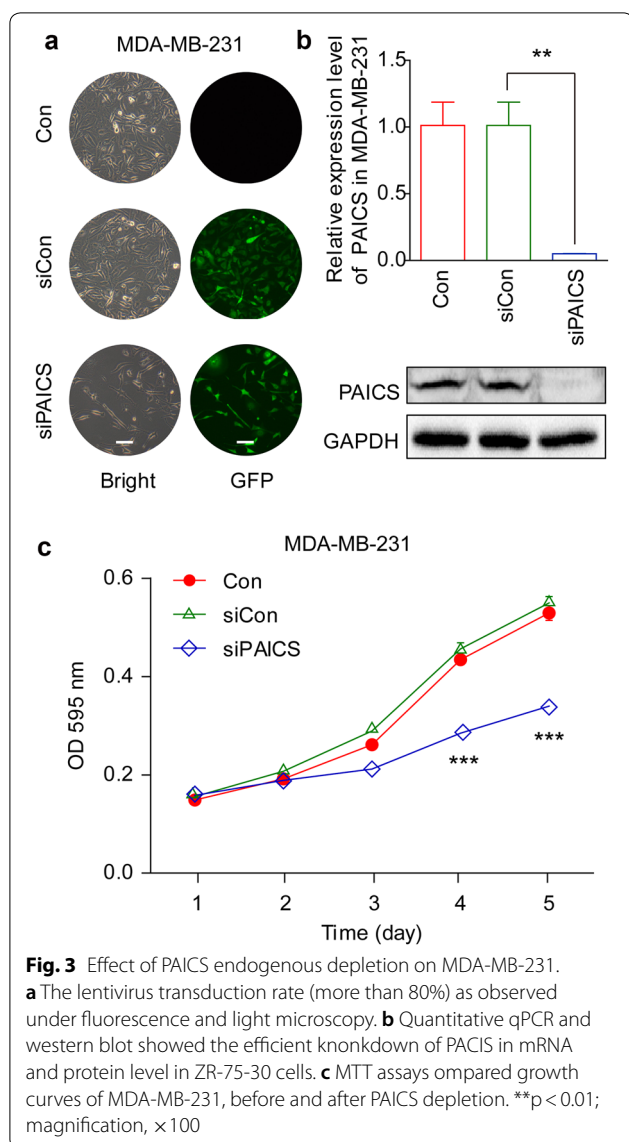 a
MDA-MB-231
Con
siCon
siPAICS
Bright GFP
b
Relative expression level
of PAICS in MDA-MB-231
1.5
1.0
0.5
0.0
**
Con siCon siPAICS
PAICS
GAPDH
c
MDA-MB-231
Con
siCon
siPAICS
OD 595 nm
0.6
0.4
0.2
0.0
***
***
1 2 3 4 5
Time (day)
Fig. 3 Effect of PAICS endogenous depletion on MDA-MB-231.
a The lentivirus transduction rate (more than 80%) as observed
under fluorescence and light microscopy. b Quantitative qPCR and
western blot showed the efficient knonkdown of PACIS in mRNA
and protein level in ZR-75-30 cells. c MTT assays ompared growth
curves of MDA-MB-231, before and after PAICS depletion. **p < 0.01;
magnification, ×100